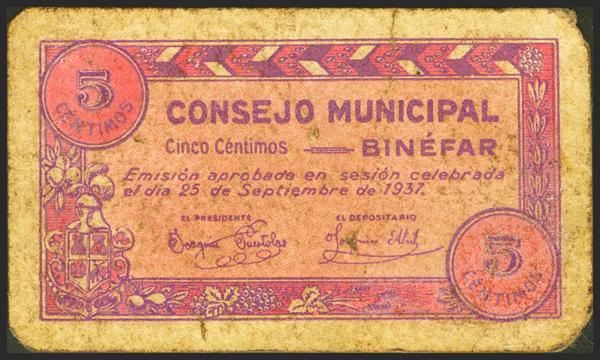 5
CÉNTIMOS
CONSEJO MUNICIPAL
Cinco Céntimos — BINÉFAR
Emisión aprobada en sesión celebrada
el día 25 de Septiembre de 1937.
EL PRESIDENTE
EL DEPOSITARIO
Joaquín
5
CÉNTIMOS